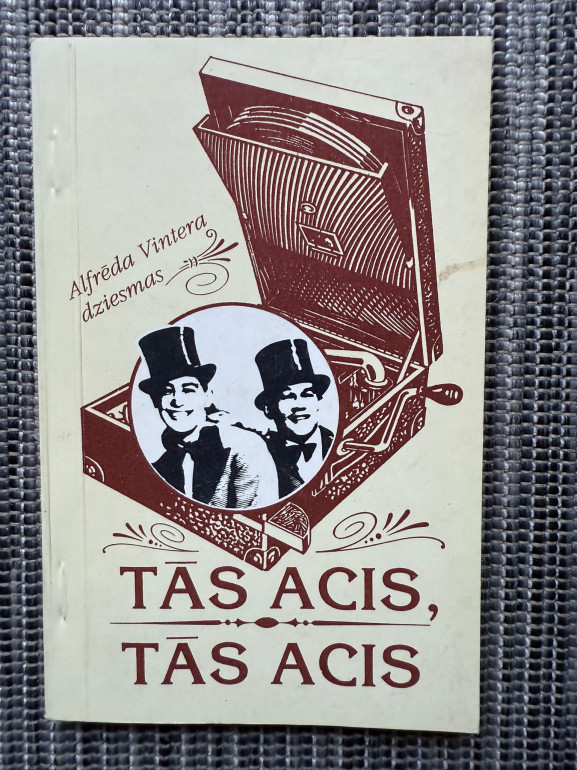 Alfrēda Vintera
dziesmas
TĀS ACIS,
TĀS ACIS